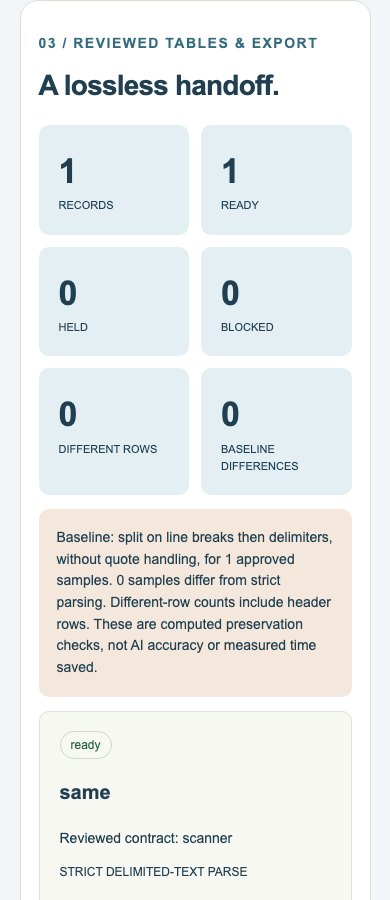 03 / REVIEWED TABLES & EXPORT
A lossless handoff.
1
RECORDS
1
READY
0
HELD
0
BLOCKED
0
DIFFERENT ROWS
0
BASELINE
DIFFERENCES
Baseline: split on line breaks then delimiters,
without quote handling, for 1 approved
samples. 0 samples differ from strict
parsing. Different-row counts include header
rows. These are computed preservation
checks, not AI accuracy or measured time
saved.
ready
same
Reviewed contract: scanner
STRICT DELIMITED-TEXT PARSE